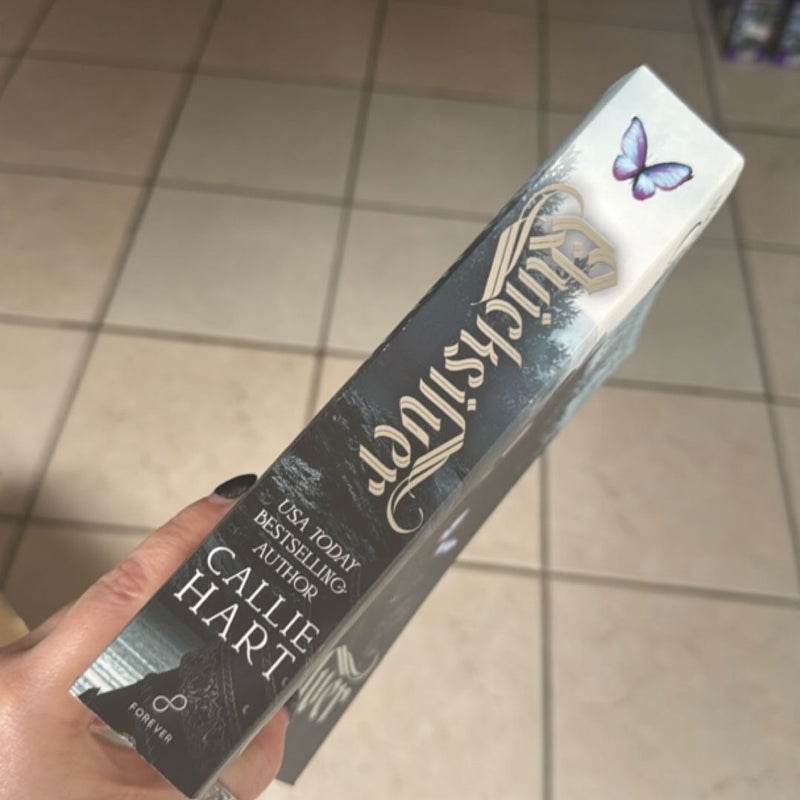 Quicksilver
USA TODAY
BESTSELLING
AUTHOR
CALLIE
HART
FOREVER